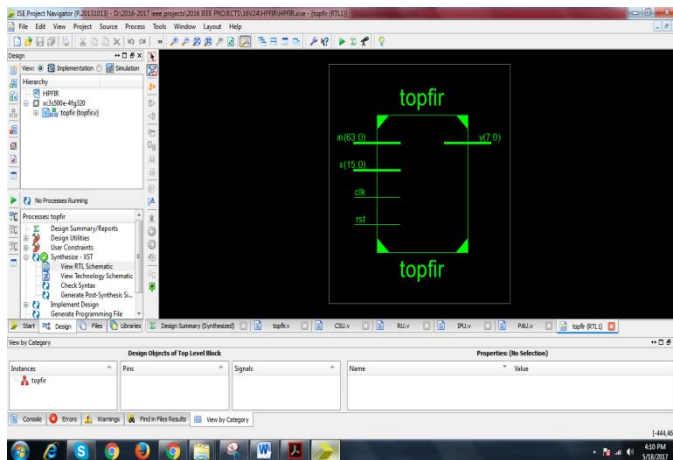 ISE Project Navigator (P.20131013) - D:\2016-2017 ieee projects\2016 IEEE PROJECTS\16V24\HPFIR\HPFIR.xise - [topfir (RTL1)]
File Edit View Project Source Process Tools Window Layout Help
Design
View: Implementation Simulation
Hierarchy
HPFIR
xc3s500e-4fg320
topfir (topfir.v)
No Processes Running
Processes: topfir
Design Summary/Reports
Design Utilities
User Constraints
Synthesize - XST
View RTL Schematic
View Technology Schematic
Check Syntax
Generate Post-Synthesis Si...
Implement Design
Generate Programming File
topfir
in(63:0)
y(7:0)
x(15:0)
clk
rst
topfir
Start Design Files Libraries Design Summary (Synthesized) topfir.v CSU.v RU.v IPU.v PAU.v topfir (RTL1)
View by Category
Design Objects of Top Level Block Properties: (No Selection)
Instances Pins Signals Name Value
topfir
Console Errors Warnings Find in Files Results View by Category
4:10 PM
5/18/2017